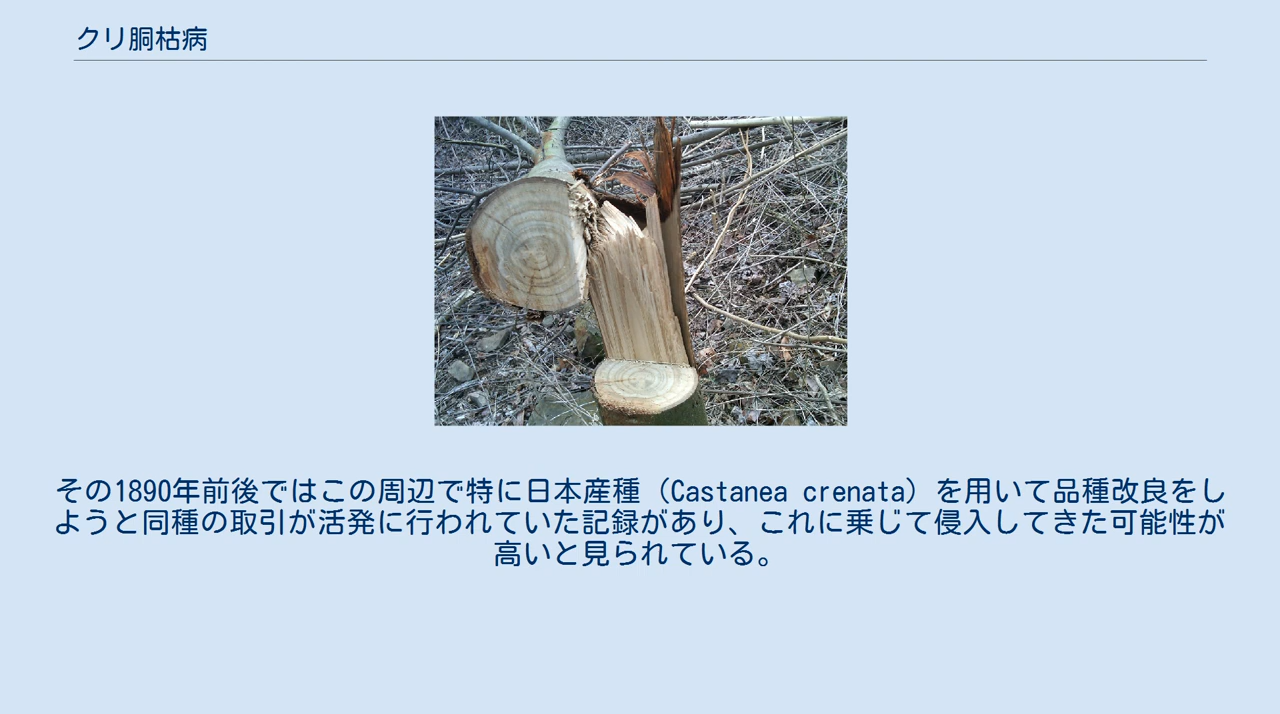 クリ胴枯病
その1890年前後ではこの周辺で特に日本産種（Castanea crenata）を用いて品種改良をし
ようと同種の取引が活発に行われていた記録があり、これに乗じて侵入してきた可能性が
高いと見られている。